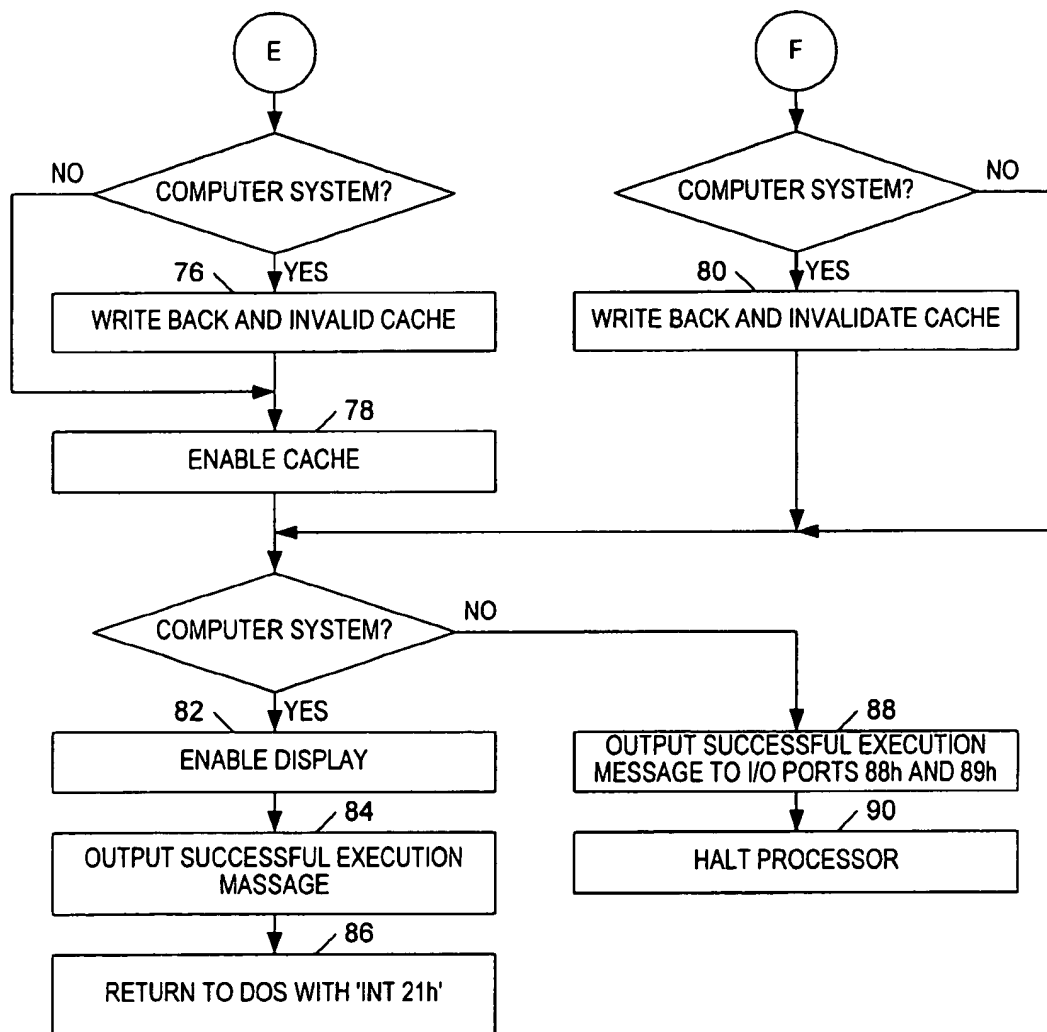 E
F
NO
COMPUTER SYSTEM?
COMPUTER SYSTEM?
NO
76
YES
80
YES
WRITE BACK AND INVALID CACHE
WRITE BACK AND INVALIDATE CACHE
78
ENABLE CACHE
COMPUTER SYSTEM?
NO
82
YES
88
ENABLE DISPLAY
OUTPUT SUCCESSFUL EXECUTION
MESSAGE TO I/O PORTS 88h AND 89h
84
90
OUTPUT SUCCESSFUL EXECUTION
MASSAGE
HALT PROCESSOR
86
RETURN TO DOS WITH 'INT 21h'